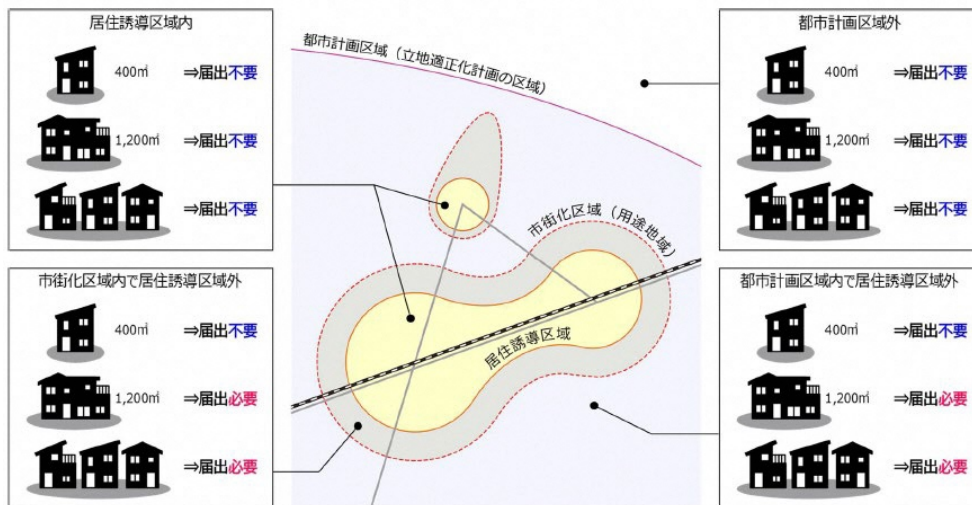 居住誘導区域内
400㎡ ⇒届出不要
1,200㎡ ⇒届出不要
⇒届出不要
市街化区域内で居住誘導区域外
400㎡ ⇒届出不要
1,200㎡ ⇒届出必要
⇒届出必要
都市計画区域（立地適正化計画の区域）
市街化区域（用途地域）
居住誘導区域
都市計画区域外
400㎡ ⇒届出不要
1,200㎡ ⇒届出不要
⇒届出不要
都市計画区域内で居住誘導区域外
400㎡ ⇒届出不要
1,200㎡ ⇒届出必要
⇒届出必要